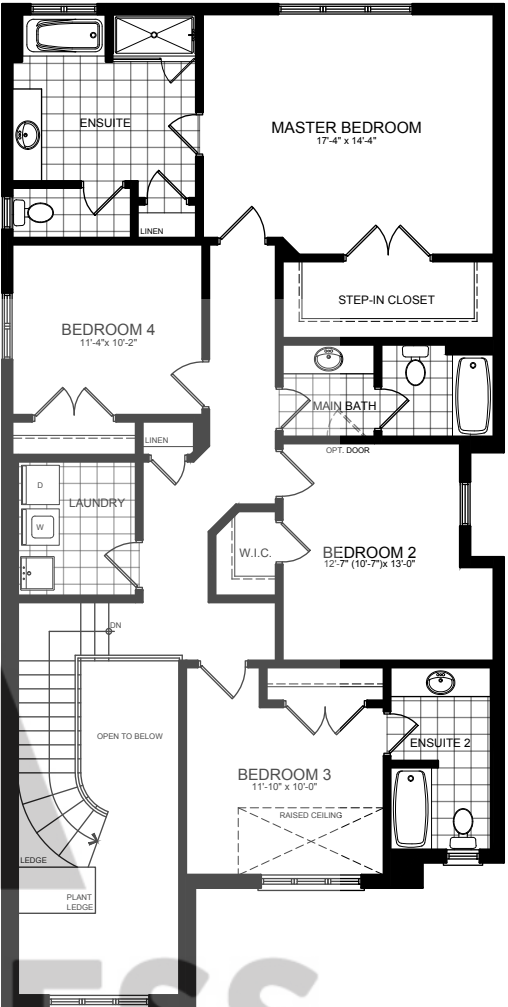 ENSUITE
MASTER BEDROOM
17'-4" x 14'-4"
LINEN
STEP-IN CLOSET
BEDROOM 4
11'-4"x 10'-2"
MAIN BATH
LINEN
OPT. DOOR
D
LAUNDRY
W
W.I.C.
BEDROOM 2
12'-7" (10'-7")x 13'-0"
DN
OPEN TO BELOW
ENSUITE 2
BEDROOM 3
11'-10" x 10'-0"
RAISED CEILING
LEDGE
PLANT
LEDGE
ESS